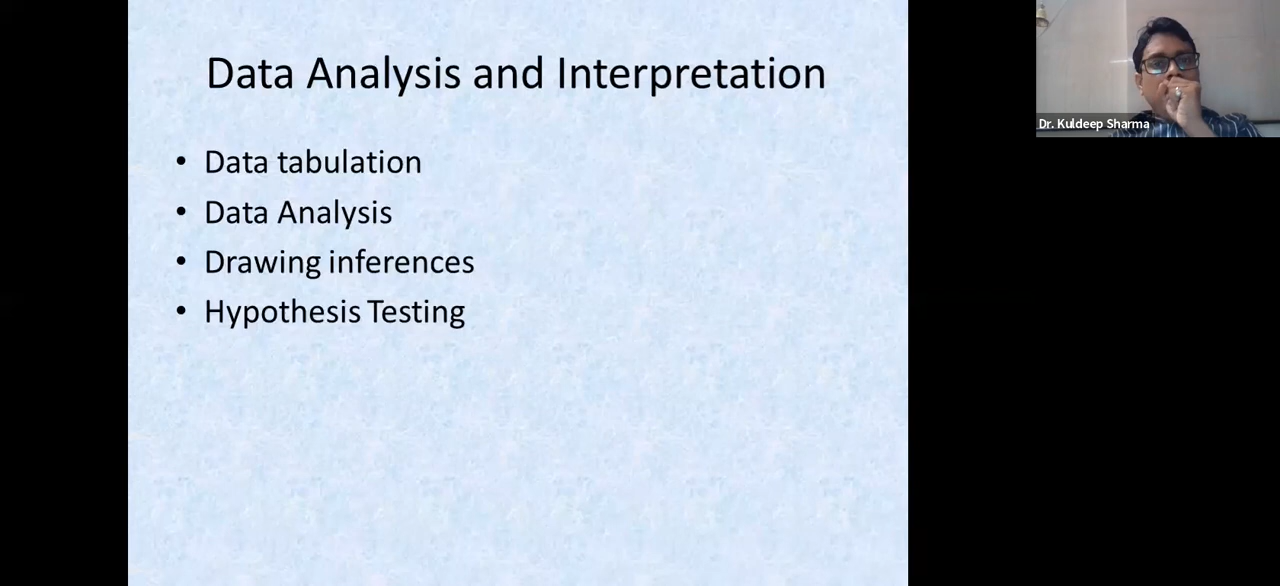 Data Analysis and Interpretation
• Data tabulation
• Data Analysis
• Drawing inferences
• Hypothesis Testing
Dr. Kuldeep Sharma